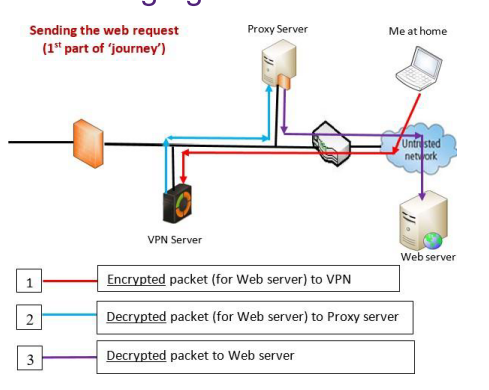 Sending the web request
(1st part of ‘journey’)
Proxy Server
Me at home
Untrusted
network
VPN Server
Web server
1 Encrypted packet (for Web server) to VPN
2 Decrypted packet (for Web server) to Proxy server
3 Decrypted packet to Web server